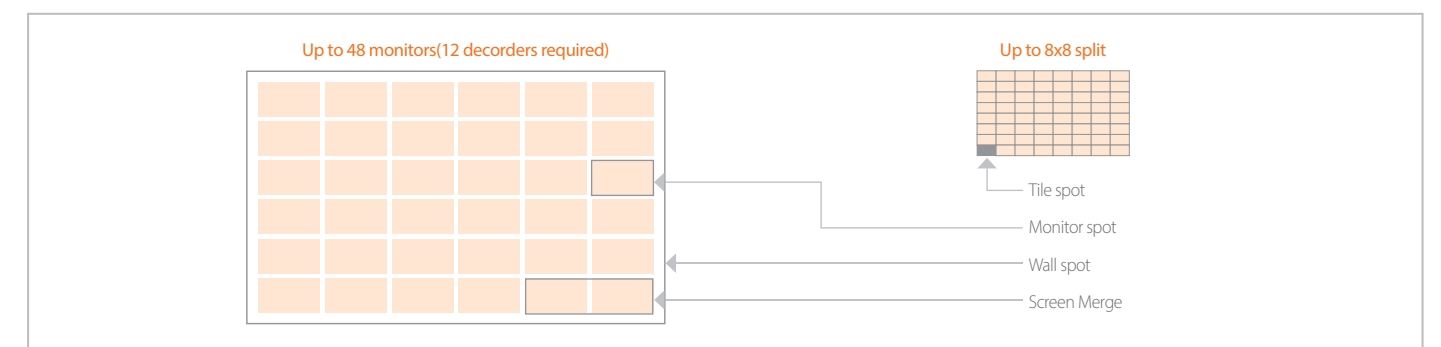 Up to 48 monitors(12 decorders required)
Up to 8x8 split
Tile spot
Monitor spot
Wall spot
Screen Merge